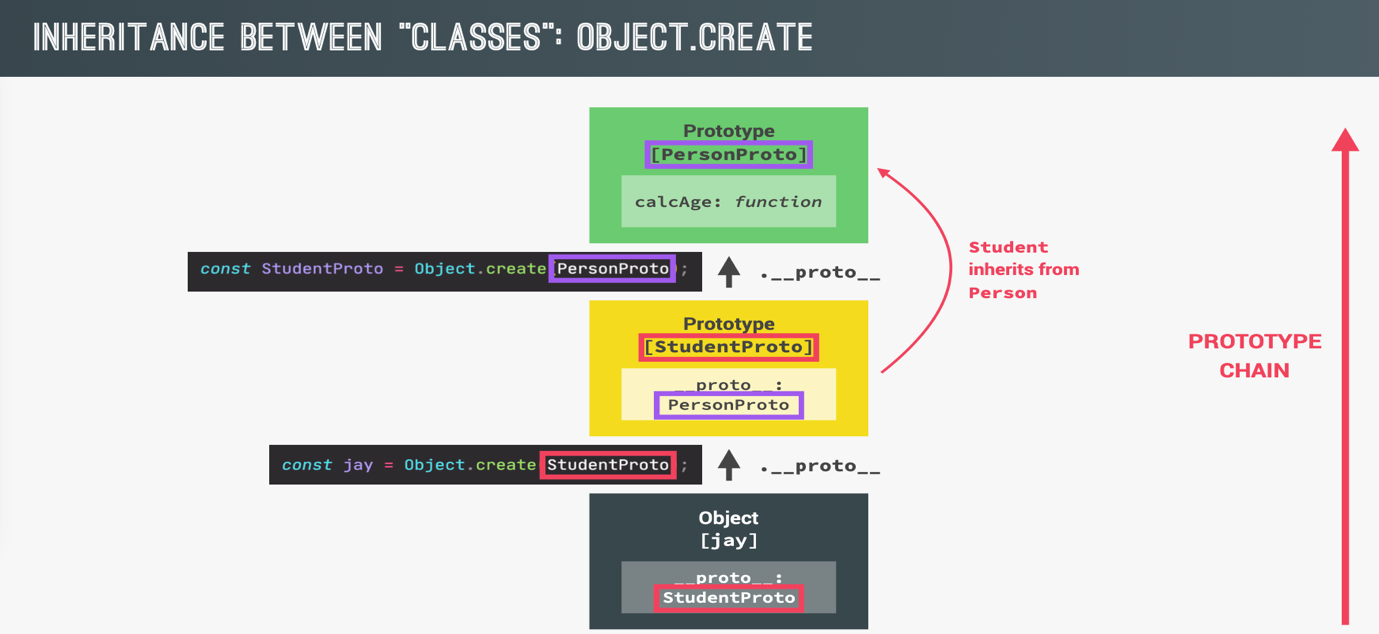 INHERITANCE BETWEEN "CLASSES": OBJECT.CREATE
Prototype
[PersonProto]
calcAge: function
const StudentProto = Object.create(PersonProto);
.__proto__
Student
inherits from
Person
Prototype
[StudentProto]
__proto__:
PersonProto
PROTOTYPE
CHAIN
const jay = Object.create StudentProto ;
.__proto__
Object
[jay]
__proto__:
StudentProto